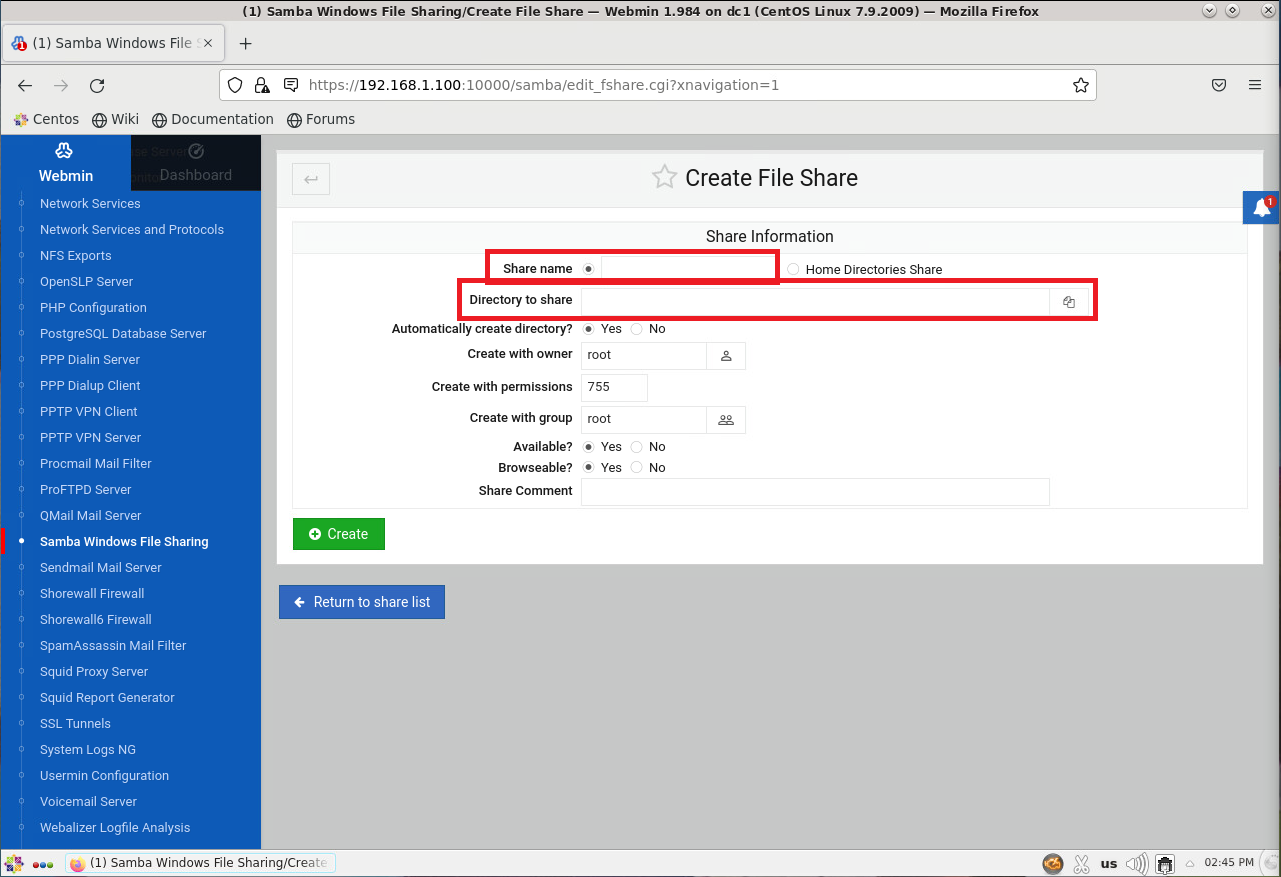 (1) Samba Windows File Sharing/Create File Share — Webmin 1.984 on dc1 (CentOS Linux 7.9.2009) — Mozilla Firefox
(1) Samba Windows File S
https://192.168.1.100:10000/samba/edit_fshare.cgi?xnavigation=1
Centos Wiki Documentation Forums
Webmin
Dashboard
Network Services
Network Services and Protocols
NFS Exports
OpenSLP Server
PHP Configuration
PostgreSQL Database Server
PPP Dialin Server
PPP Dialup Client
PPTP VPN Client
PPTP VPN Server
Procmail Mail Filter
ProFTPD Server
QMail Mail Server
Samba Windows File Sharing
Sendmail Mail Server
Shorewall Firewall
Shorewall6 Firewall
SpamAssassin Mail Filter
Squid Proxy Server
Squid Report Generator
SSL Tunnels
System Logs NG
Usermin Configuration
Voicemail Server
Webalizer Logfile Analysis
Create File Share
1
Share Information
Share name Home Directories Share
Directory to share
Automatically create directory? Yes No
Create with owner root
Create with permissions 755
Create with group root
Available? Yes No
Browseable? Yes No
Share Comment
Create
Return to share list
(1) Samba Windows File Sharing/Create
us
02:45 PM